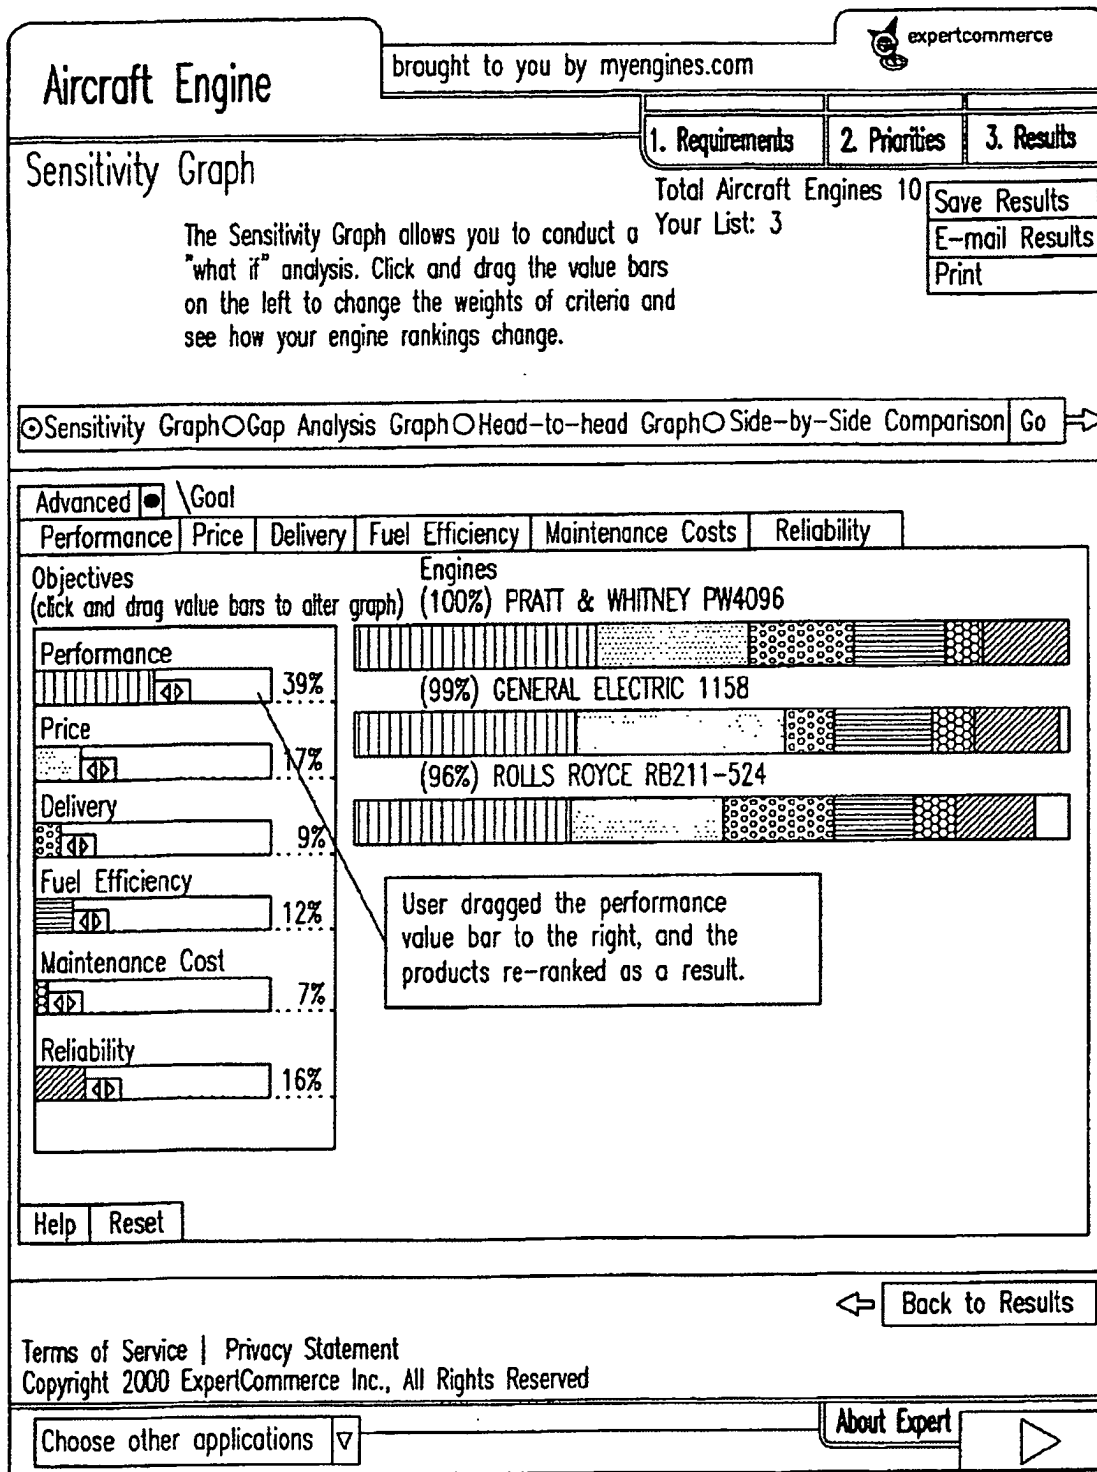 expertcommerce
Aircraft Engine
brought to you by myengines.com
1. Requirements
2. Priorities
3. Results
Sensitivity Graph
Total Aircraft Engines 10
Your List: 3
Save Results
E-mail Results
Print
The Sensitivity Graph allows you to conduct a
"what if" analysis. Click and drag the value bars
on the left to change the weights of criteria and
see how your engine rankings change.
Sensitivity Graph Gap Analysis Graph Head-to-head Graph Side-by-Side Comparison Go
Advanced \Goal
Performance Price Delivery Fuel Efficiency Maintenance Costs Reliability
Objectives
(click and drag value bars to alter graph)
Engines
(100%) PRATT & WHITNEY PW4096
(99%) GENERAL ELECTRIC 1158
(96%) ROLLS ROYCE RB211-524
Performance
39%
Price
17%
Delivery
9%
Fuel Efficiency
12%
Maintenance Cost
7%
Reliability
16%
User dragged the performance
value bar to the right, and the
products re-ranked as a result.
Help Reset
Back to Results
Terms of Service | Privacy Statement
Copyright 2000 ExpertCommerce Inc., All Rights Reserved
Choose other applications
About Expert